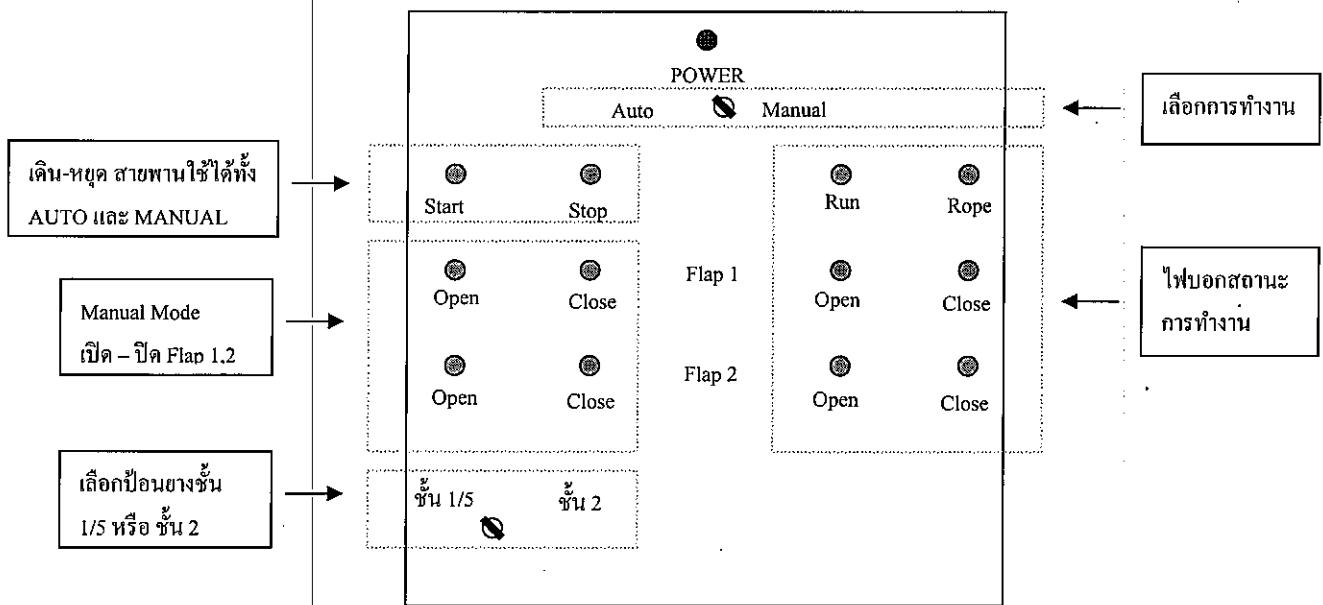 POWER
Auto Manual
เลือกการทำงาน
เดิน-หยุด สายพานใช้ได้ทั้ง
AUTO และ MANUAL
Start Stop
Run Rope
Manual Mode
เปิด – ปิด Flap 1,2
Open Close
Flap 1
Open Close
ไฟบอกสถานะ
การทำงาน
Open Close
Flap 2
Open Close
เลือกป้อนยางชั้น
1/5 หรือ ชั้น 2
ชั้น 1/5 ชั้น 2